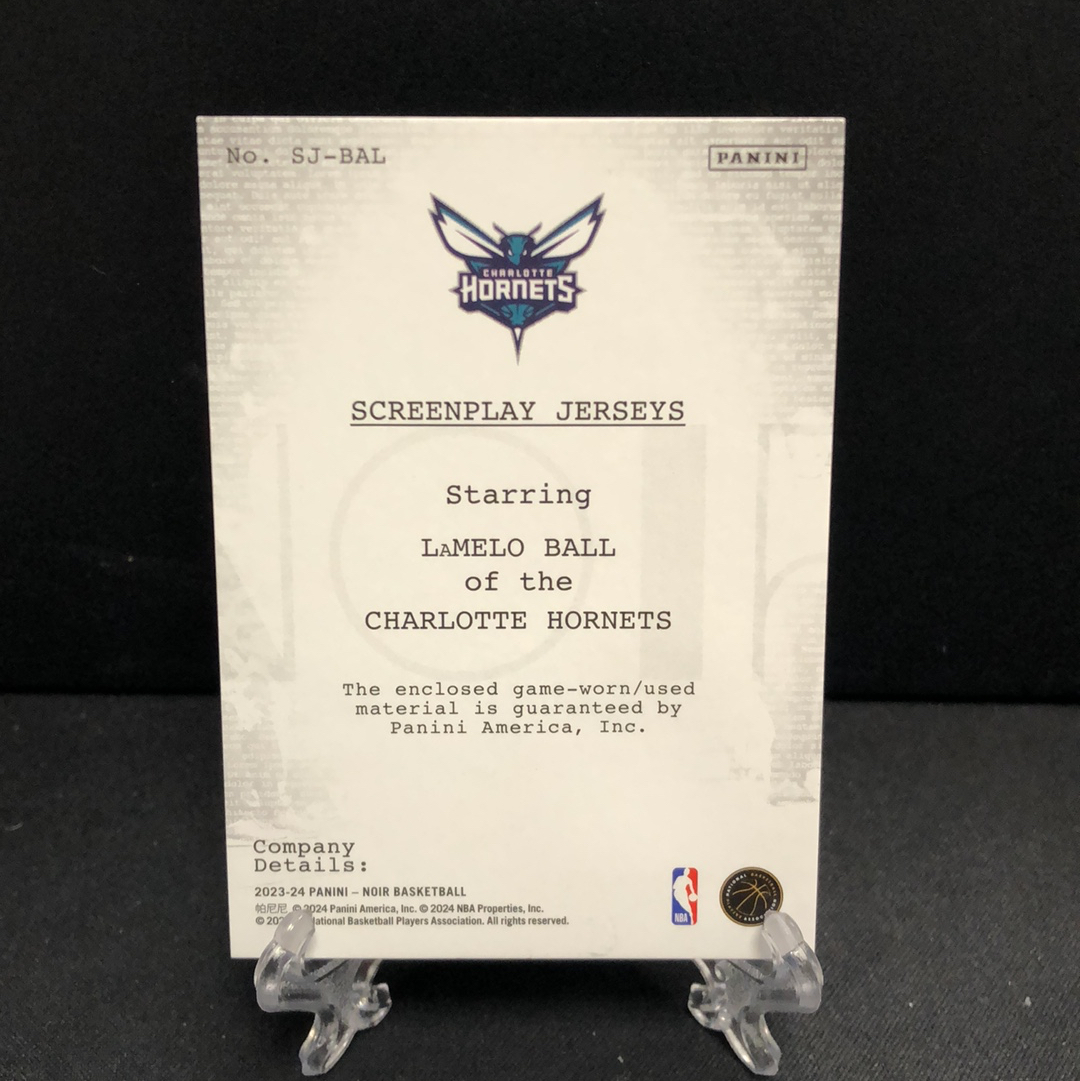 No. SJ-BAL
PANINI
CHARLOTTE
HORNETS
SCREENPLAY JERSEYS
Starring
LaMELO BALL
of the
CHARLOTTE HORNETS
The enclosed game-worn/used
material is guaranteed by
Panini America, Inc.
Company
Details:
2023-24 PANINI – NOIR BASKETBALL
帕尼尼 © 2024 Panini America, Inc. © 2024 NBA Properties, Inc.
© National Basketball Players Association. All rights reserved.
NBA